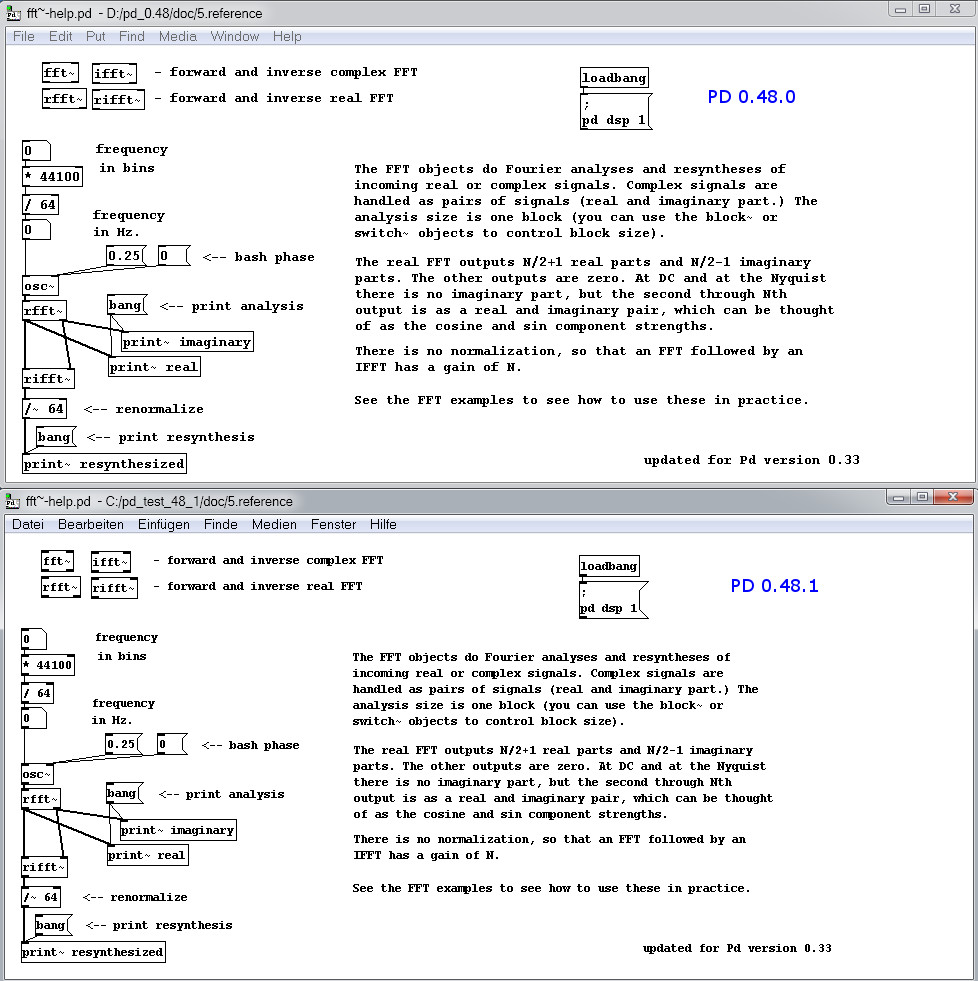 fft~-help.pd - D:/pd_0.48/doc/5.reference
File Edit Put Find Media Window Help
fft~ ifft~ - forward and inverse complex FFT
rfft~ rifft~ - forward and inverse real FFT
loadbang
;
pd dsp 1
PD 0.48.0
0
frequency
in bins
* 44100
/ 64
frequency
in Hz.
0
0.25 0 <-- bash phase
osc~
rfft~
bang <-- print analysis
print~ imaginary
print~ real
rifft~
/~ 64 <-- renormalize
bang <-- print resynthesis
print~ resynthesized
The FFT objects do Fourier analyses and resyntheses of
incoming real or complex signals. Complex signals are
handled as pairs of signals (real and imaginary part.) The
analysis size is one block (you can use the block~ or
switch~ objects to control block size).
The real FFT outputs N/2+1 real parts and N/2-1 imaginary
parts. The other outputs are zero. At DC and at the Nyquist
there is no imaginary part, but the second through Nth
output is as a real and imaginary pair, which can be thought
of as the cosine and sin component strengths.
There is no normalization, so that an FFT followed by an
IFFT has a gain of N.
See the FFT examples to see how to use these in practice.
updated for Pd version 0.33
fft~-help.pd - C:/pd_test_48_1/doc/5.reference
Datei Bearbeiten Einfügen Finde Medien Fenster Hilfe
fft~ ifft~ - forward and inverse complex FFT
rfft~ rifft~ - forward and inverse real FFT
loadbang
;
pd dsp 1
PD 0.48.1
0
frequency
in bins
* 44100
/ 64
frequency
in Hz.
0
0.25 0 <-- bash phase
osc~
rfft~
bang <-- print analysis
print~ imaginary
print~ real
rifft~
/~ 64 <-- renormalize
bang <-- print resynthesis
print~ resynthesized
The FFT objects do Fourier analyses and resyntheses of
incoming real or complex signals. Complex signals are
handled as pairs of signals (real and imaginary part.) The
analysis size is one block (you can use the block~ or
switch~ objects to control block size).
The real FFT outputs N/2+1 real parts and N/2-1 imaginary
parts. The other outputs are zero. At DC and at the Nyquist
there is no imaginary part, but the second through Nth
output is as a real and imaginary pair, which can be thought
of as the cosine and sin component strengths.
There is no normalization, so that an FFT followed by an
IFFT has a gain of N.
See the FFT examples to see how to use these in practice.
updated for Pd version 0.33